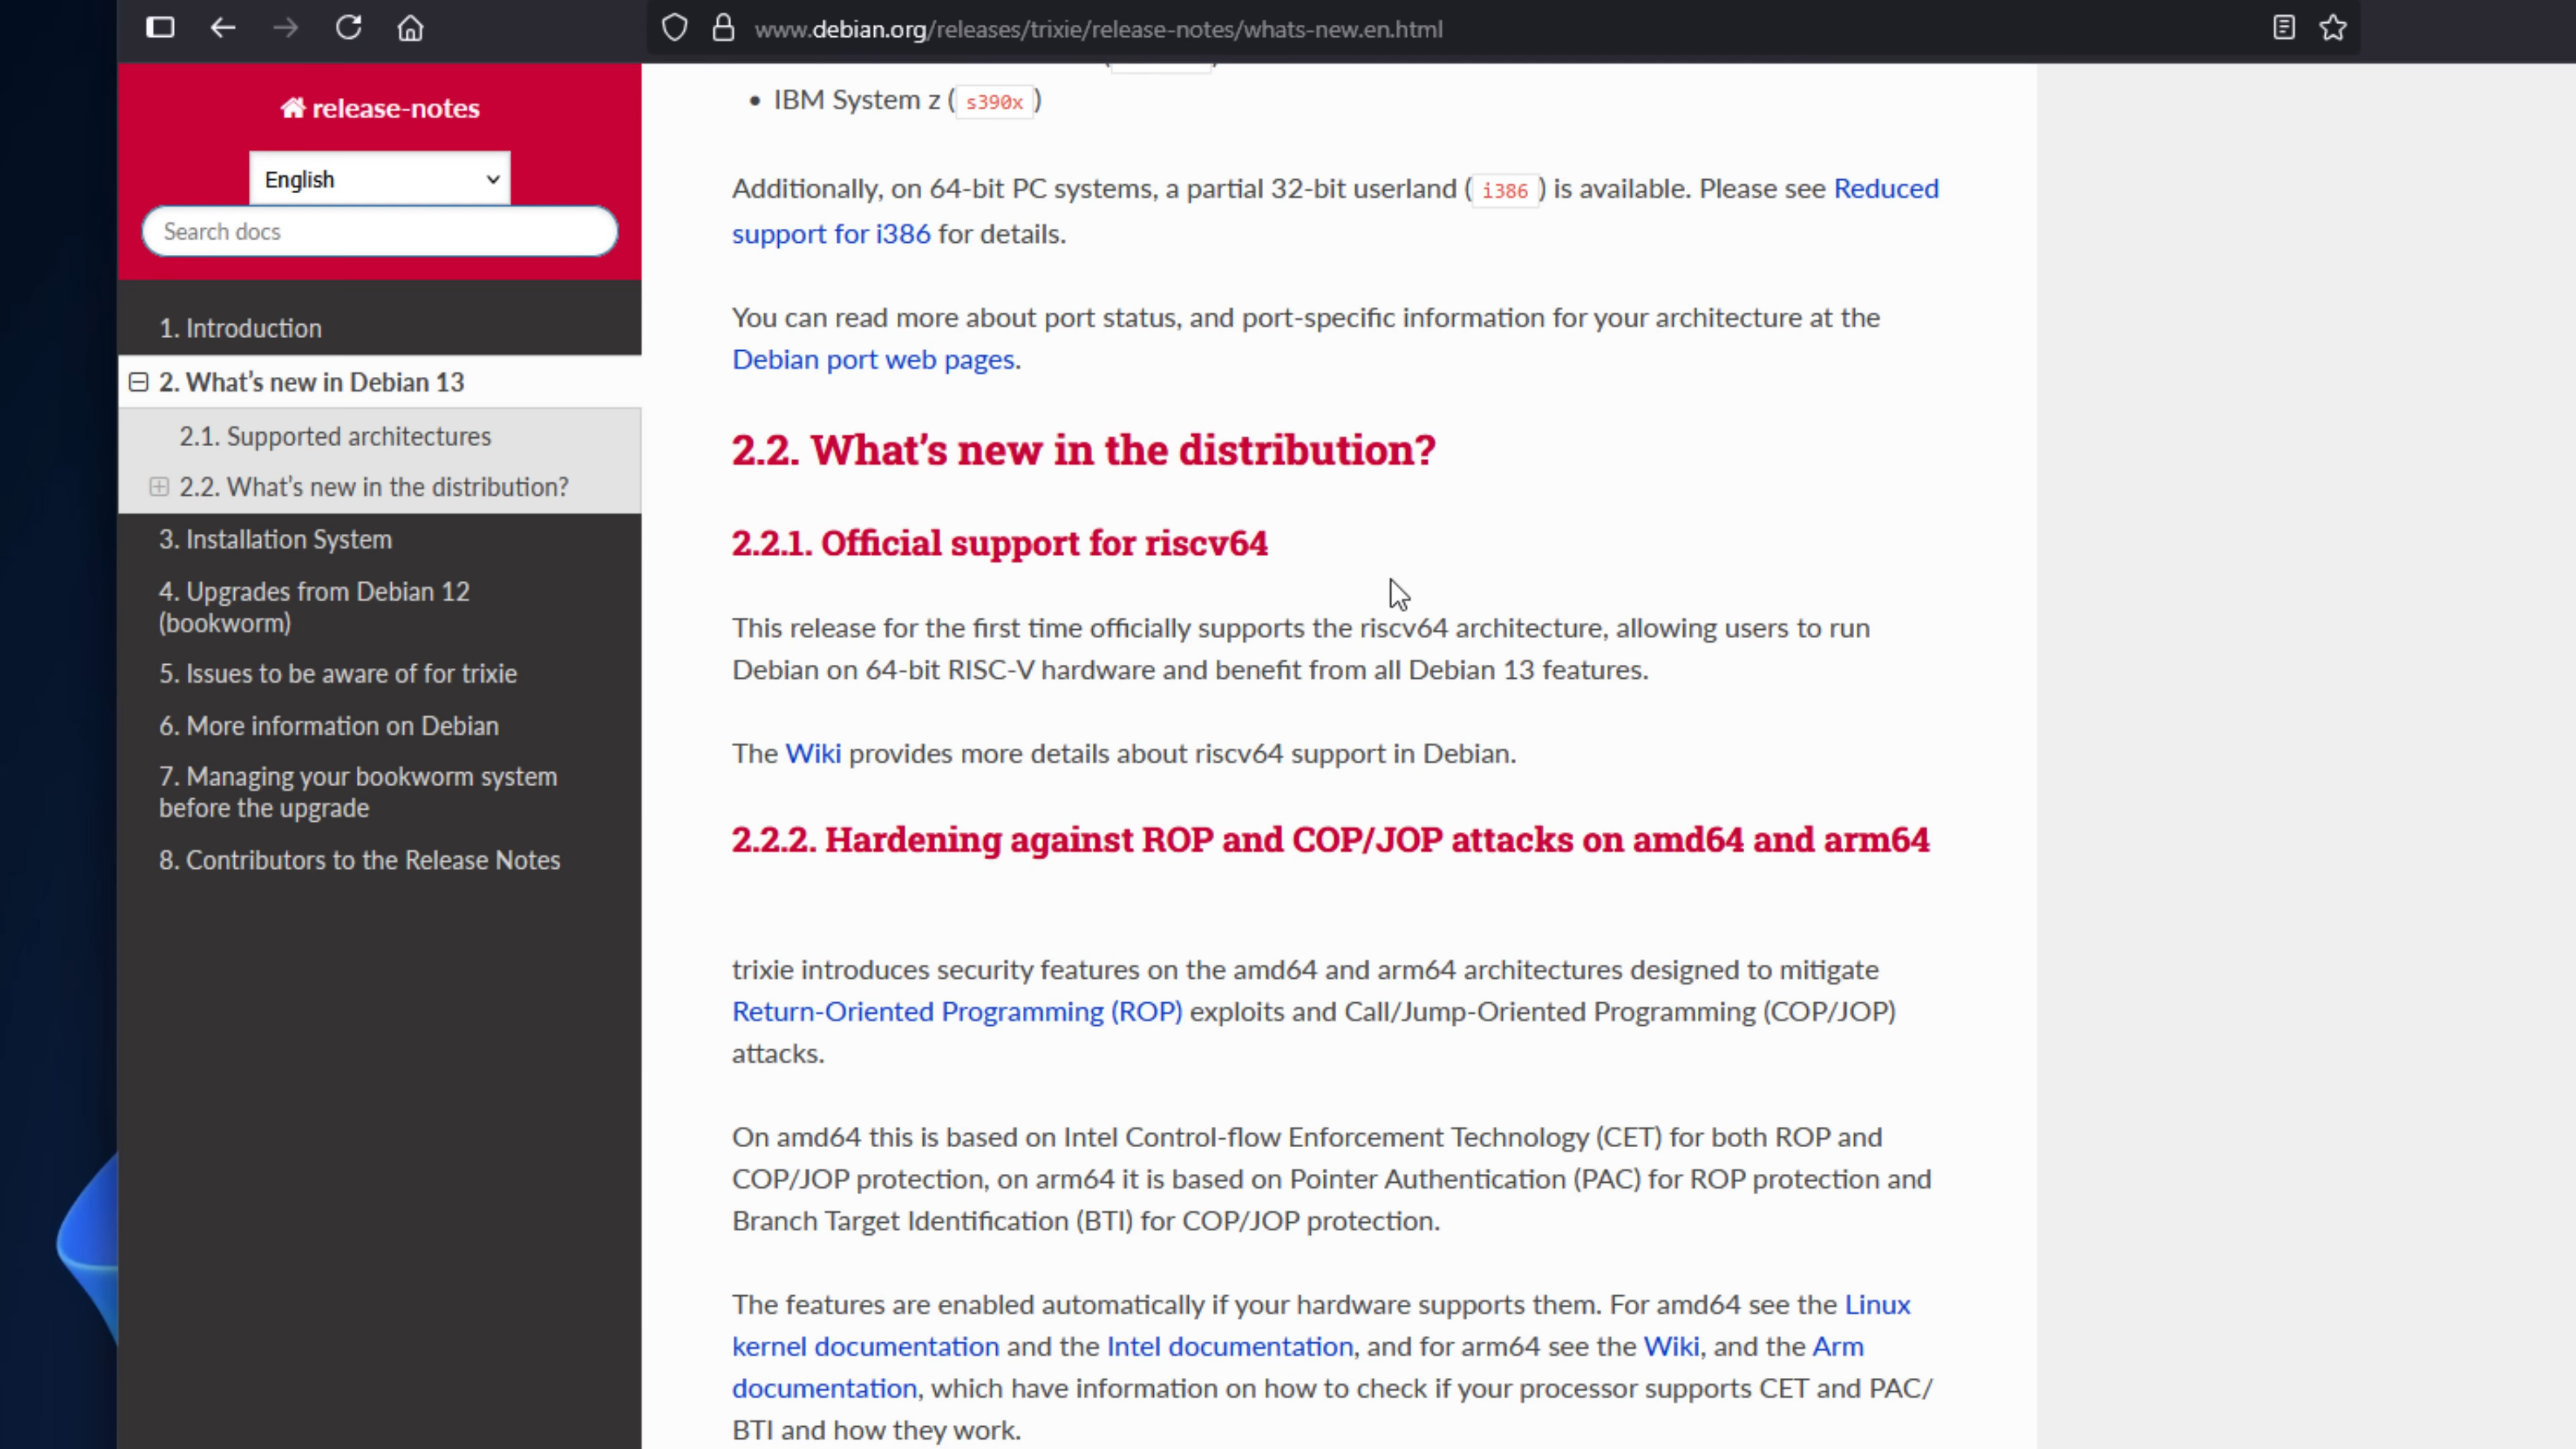 www.debian.org/releases/trixie/release-notes/whats-new.en.html
release-notes
English
Search docs
1. Introduction
2. What’s new in Debian 13
2.1. Supported architectures
2.2. What’s new in the distribution?
3. Installation System
4. Upgrades from Debian 12
(bookworm)
5. Issues to be aware of for trixie
6. More information on Debian
7. Managing your bookworm system
before the upgrade
8. Contributors to the Release Notes
• IBM System z ( s390x )
Additionally, on 64-bit PC systems, a partial 32-bit userland ( i386 ) is available. Please see Reduced
support for i386 for details.
You can read more about port status, and port-specific information for your architecture at the
Debian port web pages.
2.2. What’s new in the distribution?
2.2.1. Official support for riscv64
This release for the first time officially supports the riscv64 architecture, allowing users to run
Debian on 64-bit RISC-V hardware and benefit from all Debian 13 features.
The Wiki provides more details about riscv64 support in Debian.
2.2.2. Hardening against ROP and COP/JOP attacks on amd64 and arm64
trixie introduces security features on the amd64 and arm64 architectures designed to mitigate
Return-Oriented Programming (ROP) exploits and Call/Jump-Oriented Programming (COP/JOP)
attacks.
On amd64 this is based on Intel Control-flow Enforcement Technology (CET) for both ROP and
COP/JOP protection, on arm64 it is based on Pointer Authentication (PAC) for ROP protection and
Branch Target Identification (BTI) for COP/JOP protection.
The features are enabled automatically if your hardware supports them. For amd64 see the Linux
kernel documentation and the Intel documentation, and for arm64 see the Wiki, and the Arm
documentation, which have information on how to check if your processor supports CET and PAC/
BTI and how they work.